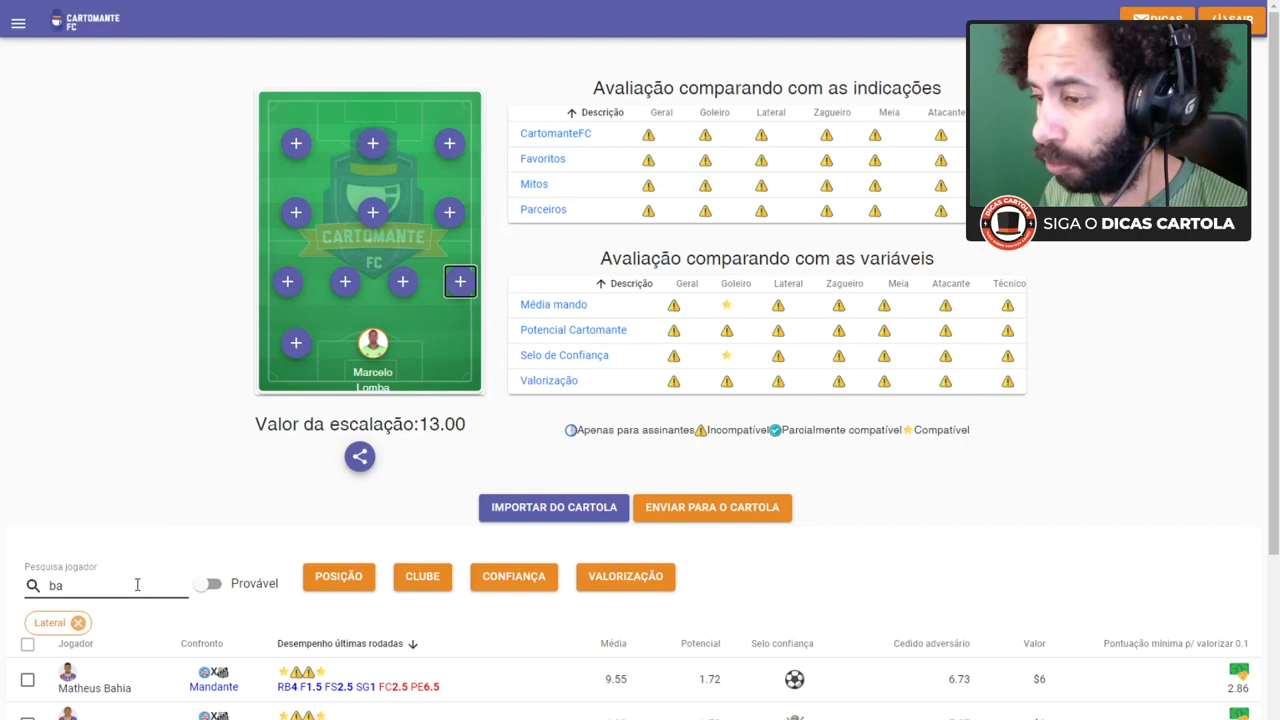 CARTOMANTE
FC
DICAS
SAIR
Avaliação comparando com as indicações
Descrição Geral Goleiro Lateral Zagueiro Meia Atacante
CartomanteFC
Favoritos
Mitos
Parceiros
DICAS CARTOLA
SIGA O DICAS CARTOLA
CARTOMANTE
FC
Marcelo
Lomba
Avaliação comparando com as variáveis
Descrição Geral Goleiro Lateral Zagueiro Meia Atacante Técnico
Média mando
Potencial Cartomante
Selo de Confiança
Valorização
Valor da escalação:13.00
Apenas para assinantes Incompatível Parcialmente compatível Compatível
IMPORTAR DO CARTOLA ENVIAR PARA O CARTOLA
Pesquisa jogador
ba
Provável
POSIÇÃO CLUBE CONFIANÇA VALORIZAÇÃO
Lateral
Jogador Confronto Desempenho últimas rodadas Média Potencial Selo confiança Cedido adversário Valor Pontuação minima p/ valorizar 0.1
Matheus Bahia X Mandante RB4 F1.5 FS2.5 SG1 FC2.5 PE6.5 9.55 1.72 6.73 $6 2.86